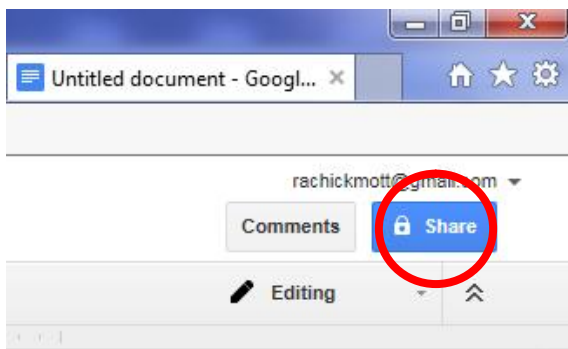 Untitled document - Googl...
rachickmott@gmail.com
Comments
Share
Editing